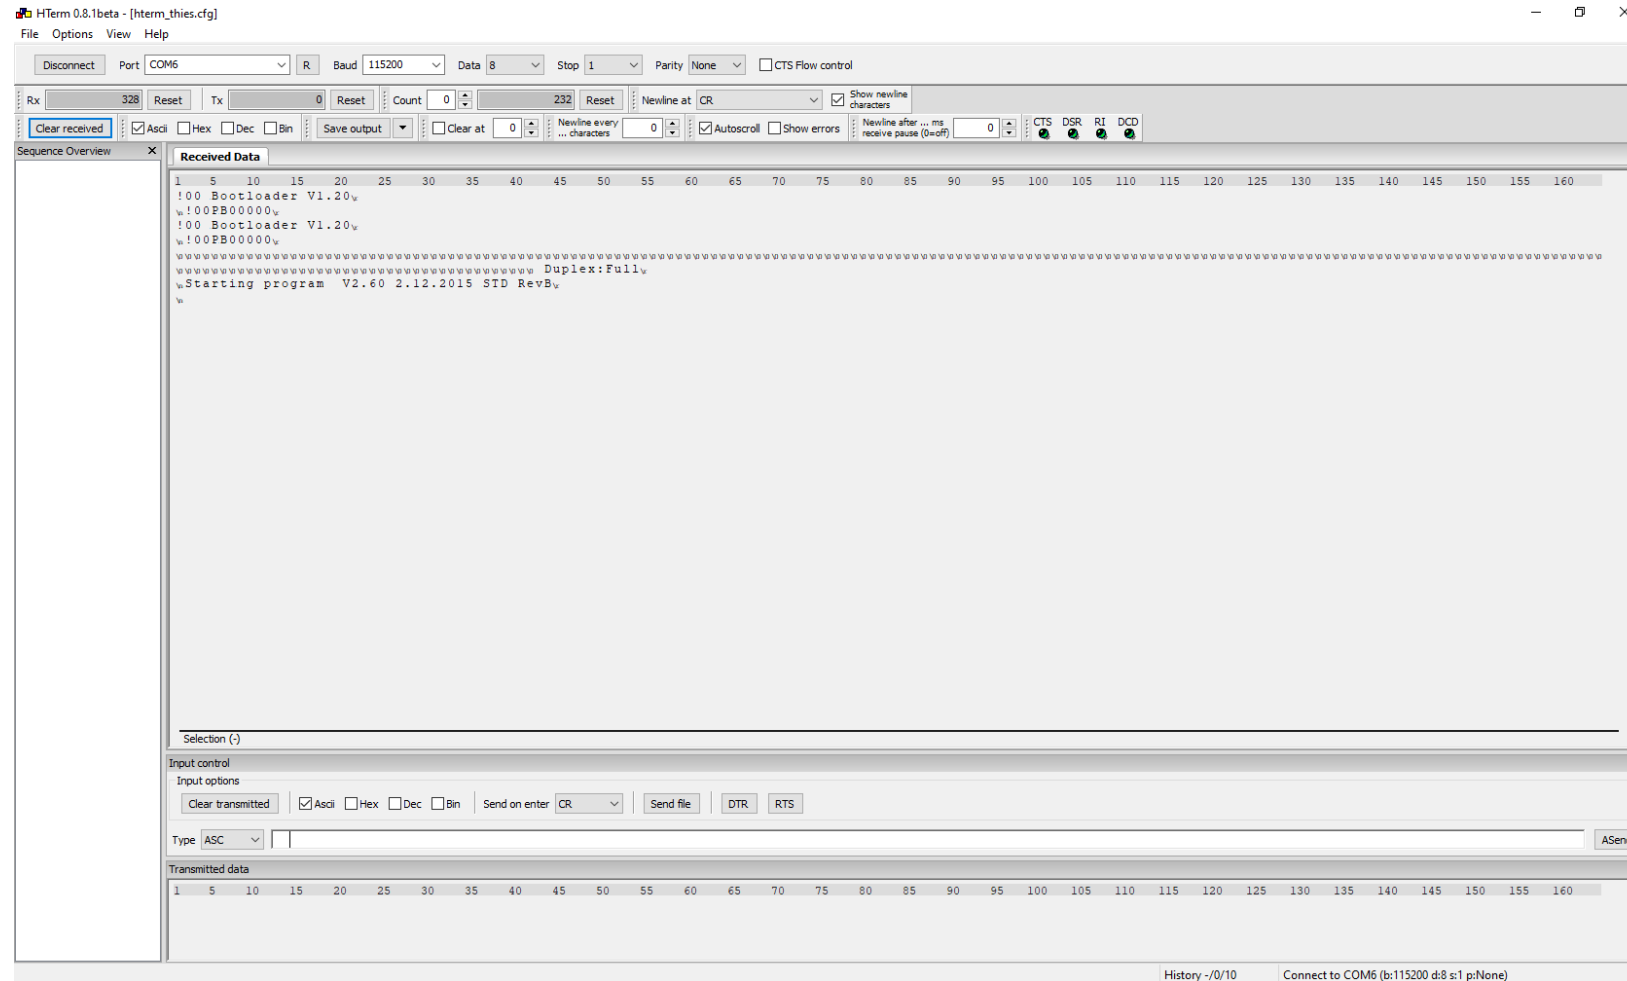 HTerm 0.8.1beta - [hterm_thies.cfg]
File Options View Help
Disconnect Port COM6 R Baud 115200 Data 8 Stop 1 Parity None CTS Flow control
Rx 328 Reset Tx 0 Reset Count 0 232 Reset Newline at CR Show newline characters
Clear received Ascii Hex Dec Bin Save output Clear at 0 Newline every ... characters 0 Autoscroll Show errors Newline after ... ms receive pause (0=off) 0 CTS DSR RI DCD
Sequence Overview
Received Data
1 5 10 15 20 25 30 35 40 45 50 55 60 65 70 75 80 85 90 95 100 105 110 115 120 125 130 135 140 145 150 155 160
!00 Bootloader V1.20
!00PB00000
!00 Bootloader V1.20
!00PB00000
Duplex:Full
Starting program V2.60 2.12.2015 STD RevB
Selection (-)
Input control
Input options
Clear transmitted Ascii Hex Dec Bin Send on enter CR Send file DTR RTS
Type ASC ASen
Transmitted data
1 5 10 15 20 25 30 35 40 45 50 55 60 65 70 75 80 85 90 95 100 105 110 115 120 125 130 135 140 145 150 155 160
History -/0/10 Connect to COM6 (b:115200 d:8 s:1 p:None)